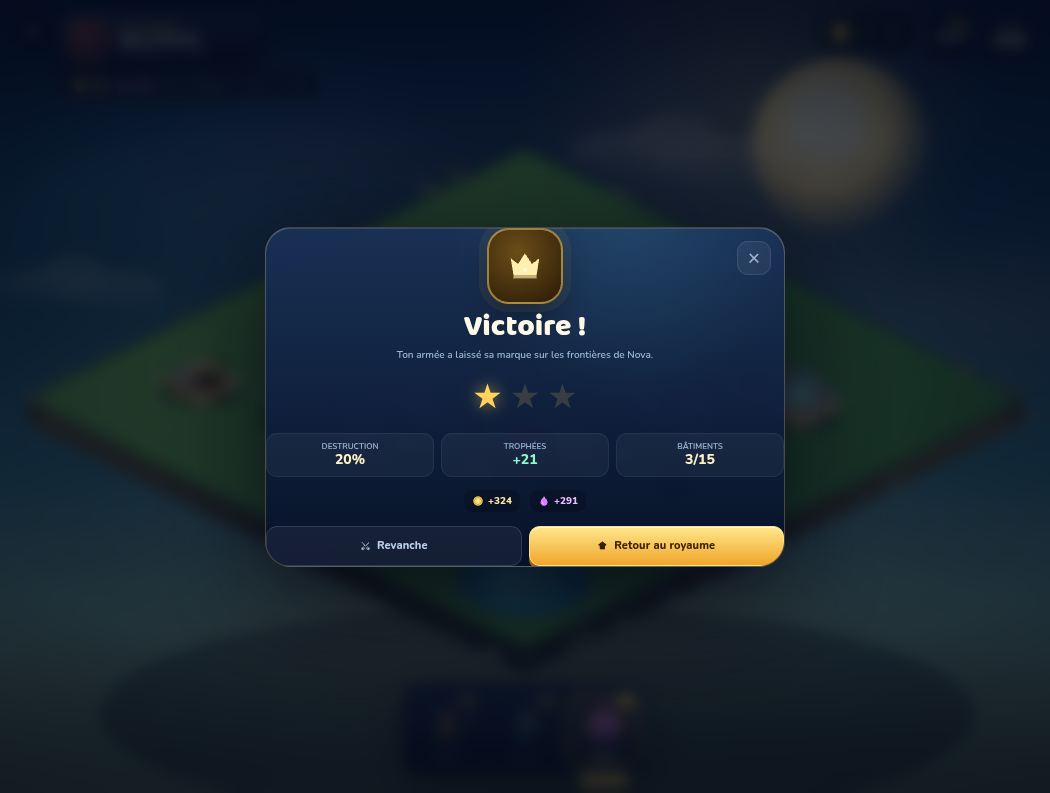 Victoire !
Ton armée a laissé sa marque sur les frontières de Nova.
DESTRUCTION
20%
TROPHÉES
+21
BÂTIMENTS
3/15
+324
+291
Revanche
Retour au royaume